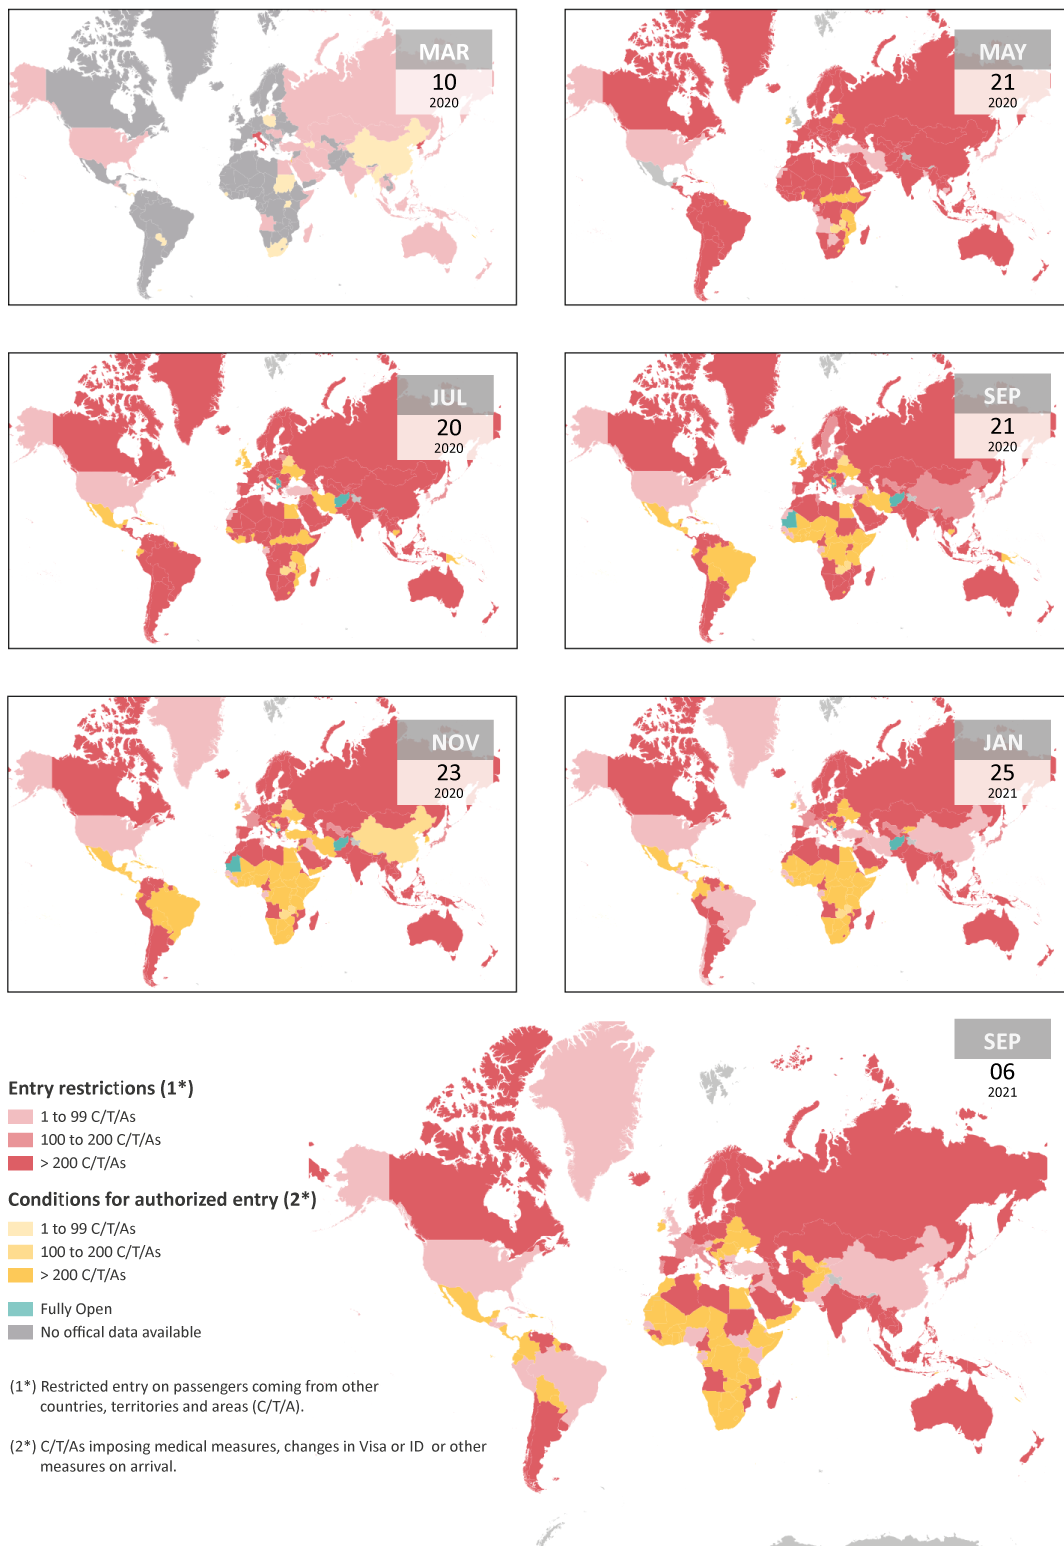 MAR
10
2020
MAY
21
2020
JUL
20
2020
SEP
21
2020
NOV
23
2020
JAN
25
2021
SEP
06
2021
Entry restrictions (1*)
1 to 99 C/T/As
100 to 200 C/T/As
> 200 C/T/As
Conditions for authorized entry (2*)
1 to 99 C/T/As
100 to 200 C/T/As
> 200 C/T/As
Fully Open
No offical data available
(1*) Restricted entry on passengers coming from other
countries, territories and areas (C/T/A).
(2*) C/T/As imposing medical measures, changes in Visa or ID or other
measures on arrival.